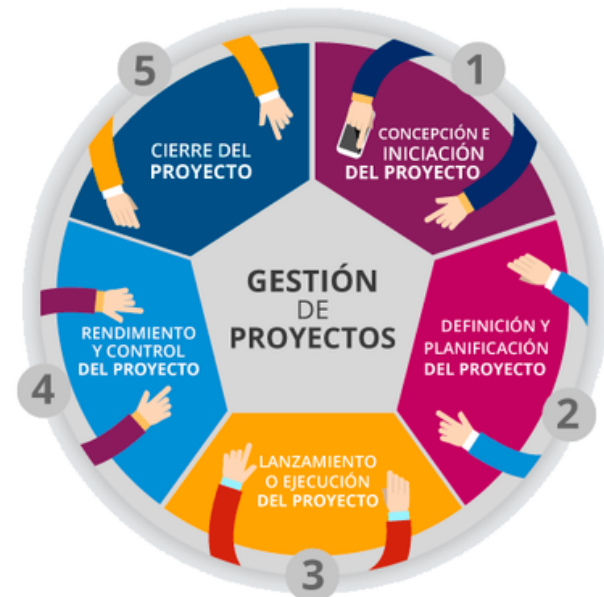 GESTIÓN
DE
PROYECTOS
1
CONCEPCIÓN E
INICIACIÓN
DEL PROYECTO
2
DEFINICIÓN Y
PLANIFICACIÓN
DEL PROYECTO
3
LANZAMIENTO
O EJECUCIÓN
DEL PROYECTO
4
RENDIMIENTO
Y CONTROL
DEL PROYECTO
5
CIERRE DEL
PROYECTO